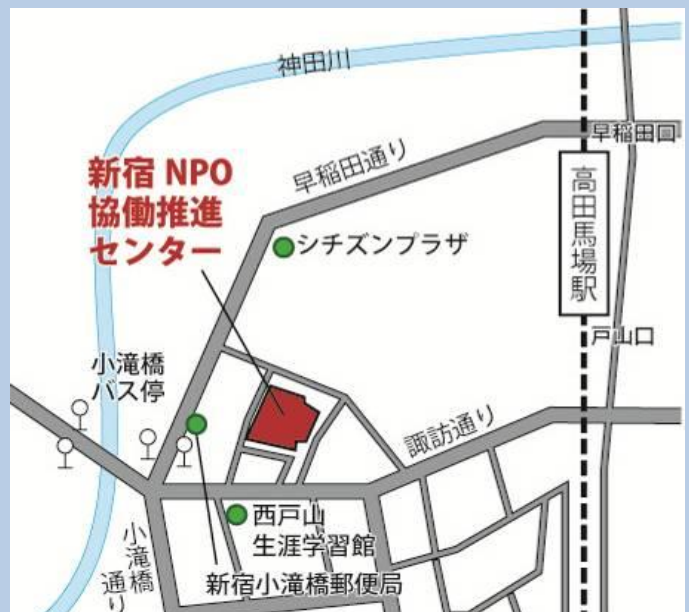 神田川
早稲田通り
早稲田口
新宿 NPO
協働推進
センター
シチズンプラザ
高田馬場駅
戸山口
小滝橋
バス停
諏訪通り
西戸山
生涯学習館
小滝橋
通り
新宿小滝橋郵便局